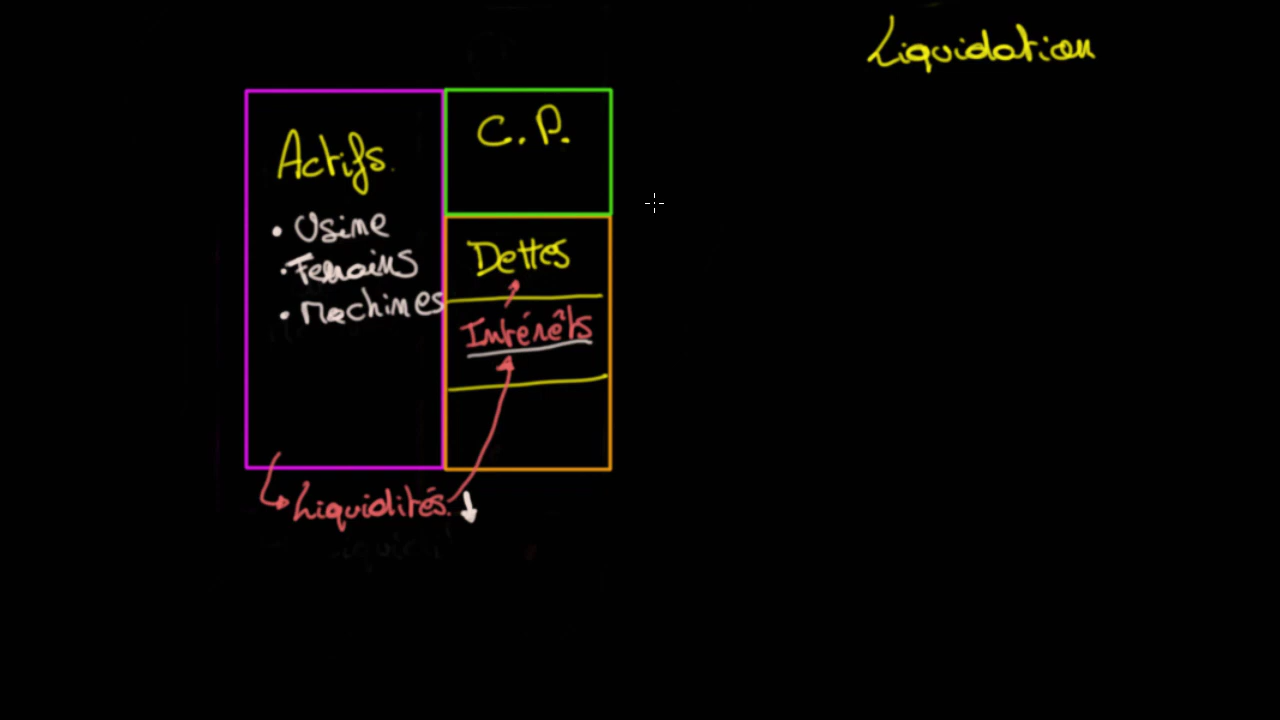 Liquidation
Actifs.
• Usine
• Terrains
• Machines
C.P.
Dettes
Intérêts
Liquidités.